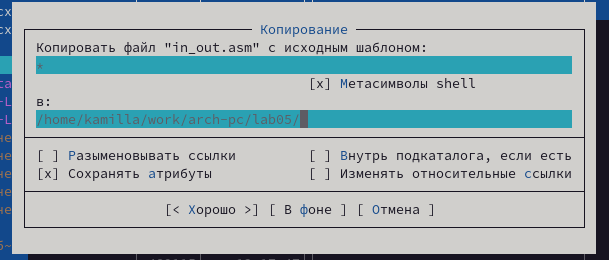 Копирование
Копировать файл "in_out.asm" с исходным шаблоном:
*
[x] Метасимволы shell
в:
/home/kamilla/work/arch-pc/lab05/
[ ] Разыменовывать ссылки [ ] Внутрь подкаталога, если есть
[x] Сохранять атрибуты [ ] Изменять относительные ссылки
[< Хорошо >] [ В фоне ] [ Отмена ]